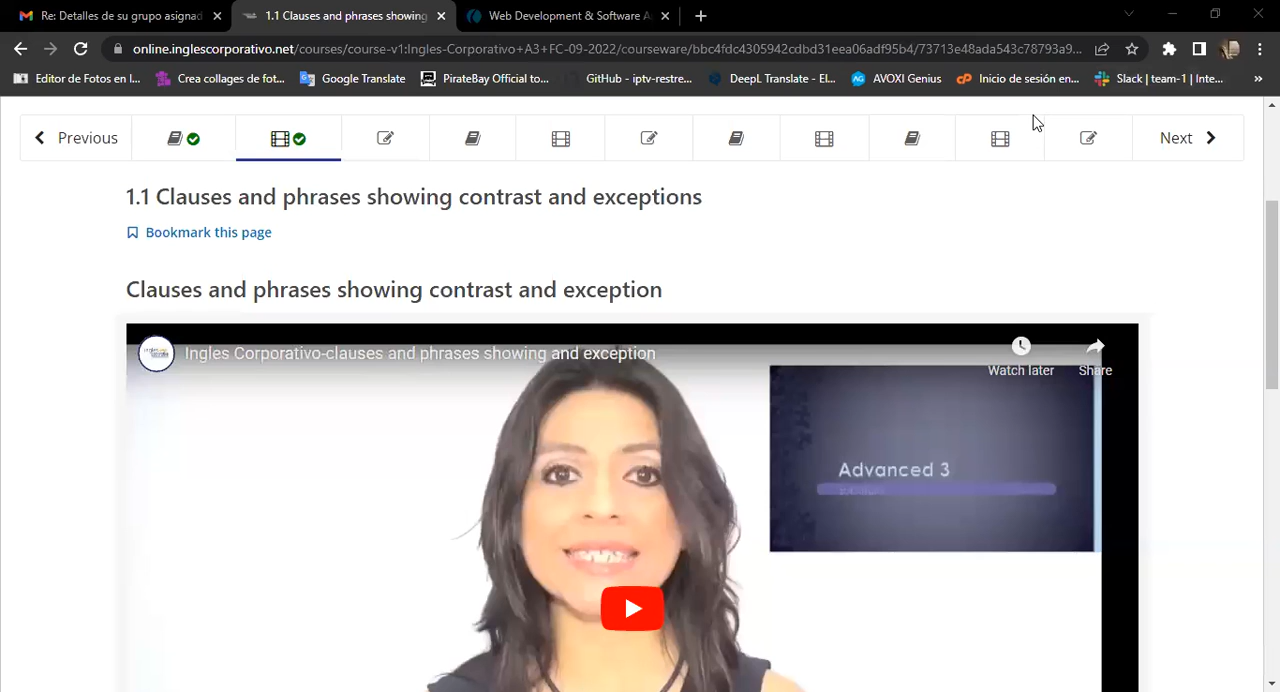 Re: Detalles de su grupo asignad
1.1 Clauses and phrases showing
Web Development & Software A
online.inglescorporativo.net/courses/course-v1:Ingles-Corporativo+A3+FC-09-2022/courseware/bbc4fdc4305942cdbd31eea06adf95b4/73713e48ada543c78793a9...
Editor de Fotos en l...
Crea collages de fot...
Google Translate
PirateBay Official to...
GitHub - iptv-restre...
DeepL Translate - El...
AVOXI Genius
Inicio de sesión en...
Slack | team-1 | Inte...
Previous
Next
1.1 Clauses and phrases showing contrast and exceptions
Bookmark this page
Clauses and phrases showing contrast and exception
Ingles Corporativo-clauses and phrases showing and exception
Watch later
Share
Advanced 3